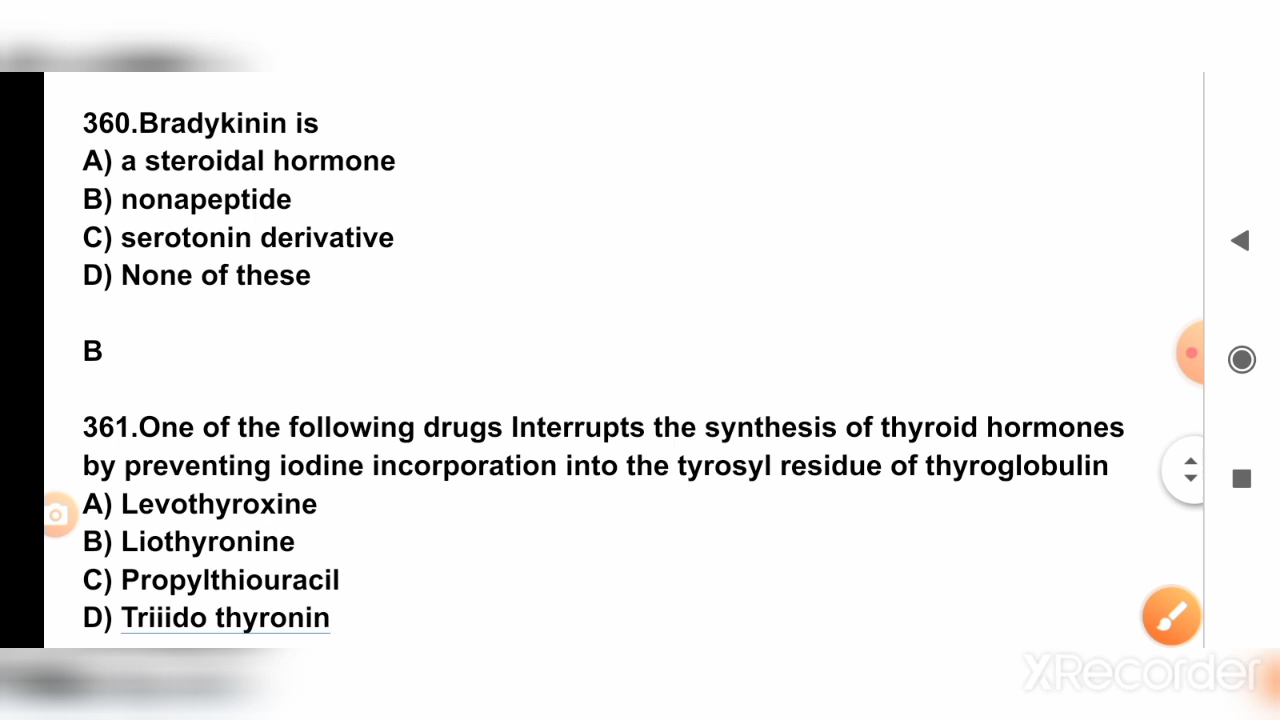 360.Bradykinin is
A) a steroidal hormone
B) nonapeptide
C) serotonin derivative
D) None of these
B
361.One of the following drugs Interrupts the synthesis of thyroid hormones
by preventing iodine incorporation into the tyrosyl residue of thyroglobulin
A) Levothyroxine
B) Liothyronine
C) Propylthiouracil
D) Triiido thyronin
XRecorder